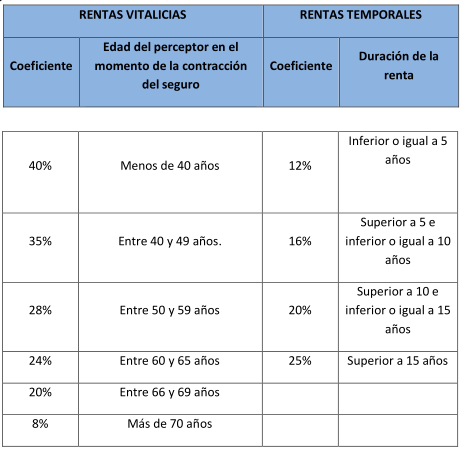 RENTAS VITALICIAS RENTAS TEMPORALES
Coeficiente Edad del perceptor en el momento de la contracción del seguro Coeficiente Duración de la renta
40% Menos de 40 años 12% Inferior o igual a 5 años
35% Entre 40 y 49 años. 16% Superior a 5 e inferior o igual a 10 años
28% Entre 50 y 59 años 20% Superior a 10 e inferior o igual a 15 años
24% Entre 60 y 65 años 25% Superior a 15 años
20% Entre 66 y 69 años
8% Más de 70 años